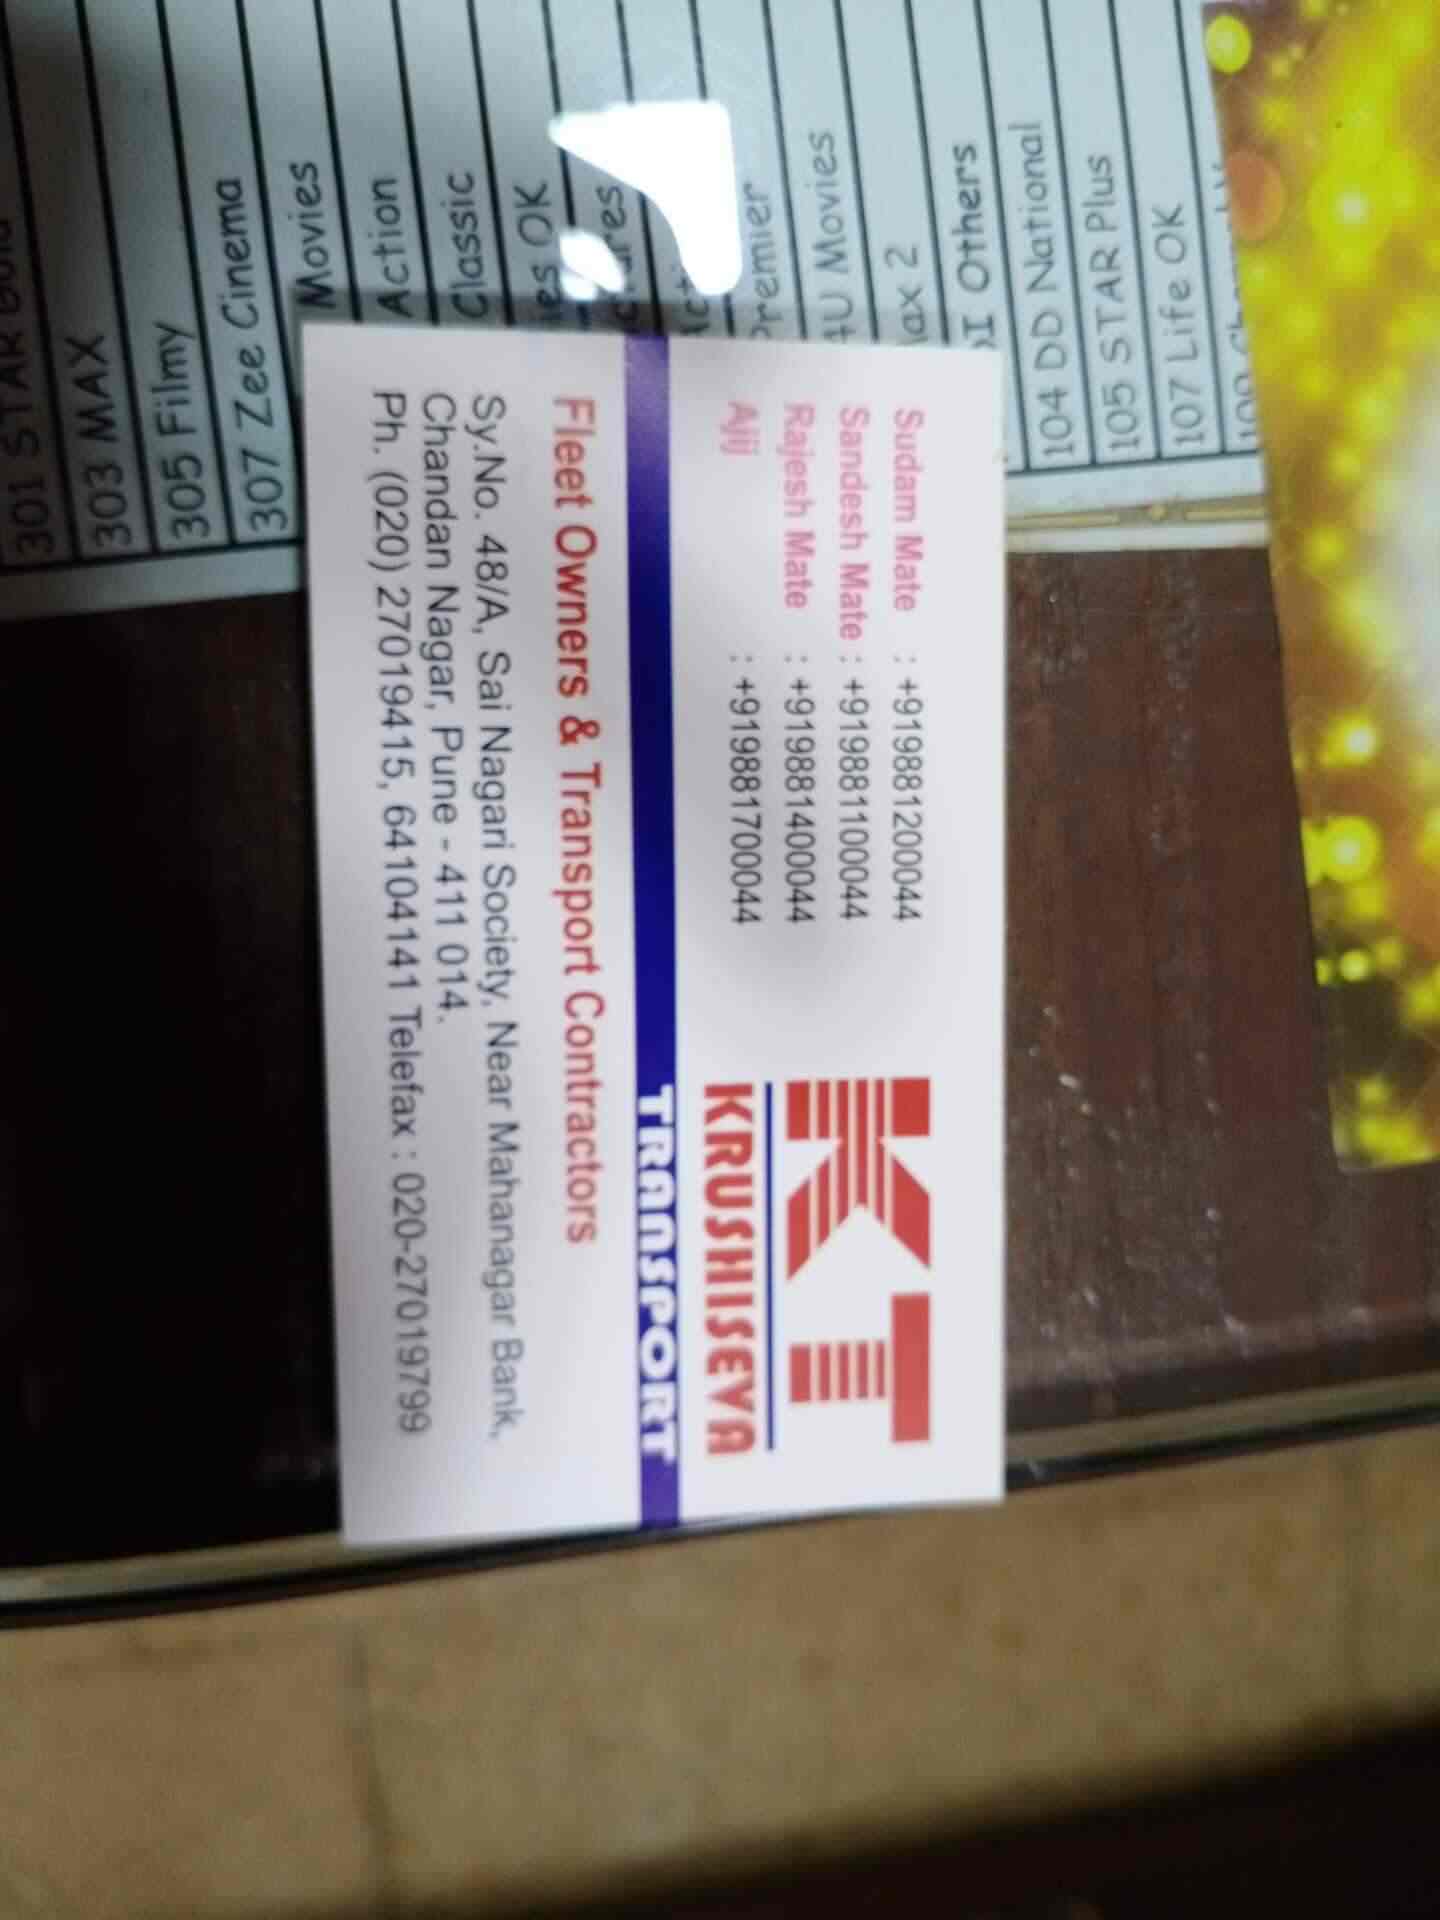 Sudam Mate : +919881200044
Sandesh Mate : +919881100044
Rajesh Mate : +919881400044
Ajij : +919881700044
KT
KRUSHISEVA
TRANSPORT
Fleet Owners & Transport Contractors
Sy.No. 48/A, Sai Nagari Society, Near Mahanagar Bank,
Chandan Nagar, Pune - 411 014.
Ph. (020) 27019415, 64104141 Telefax : 020-27019799
301 STAR
303 MAX
305 Filmy
307 Zee Cinema
Movies
Action
Classic
OK
Movies
2
Others
104 DD National
105 STAR Plus
107 Life OK